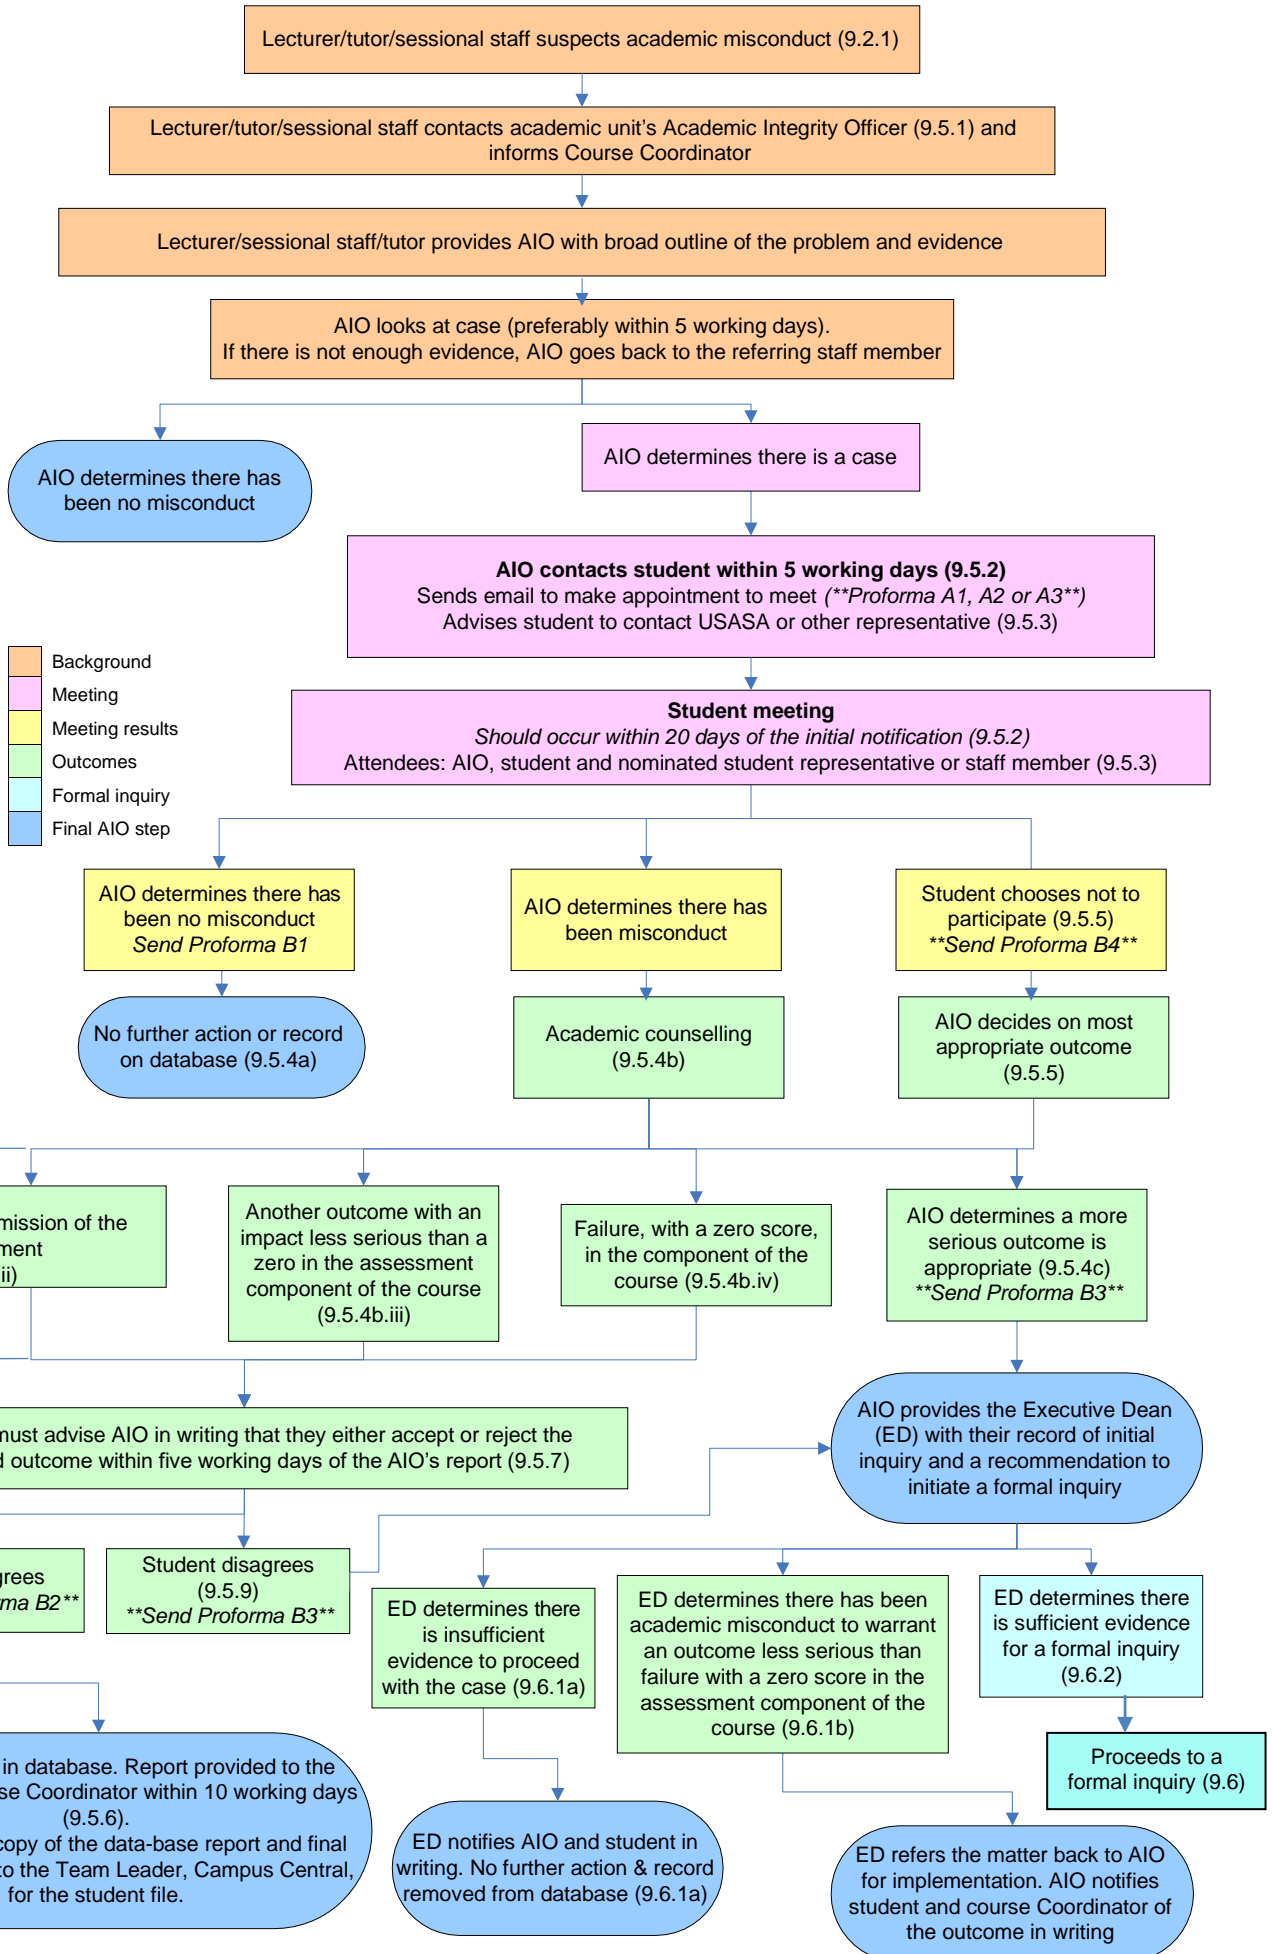 Lecturer/tutor/sessional staff suspects academic misconduct (9.2.1)
Lecturer/tutor/sessional staff contacts academic unit's Academic Integrity Officer (9.5.1) and
informs Course Coordinator
Lecturer/sessional staff/tutor provides AIO with broad outline of the problem and evidence
AIO looks at case (preferably within 5 working days).
If there is not enough evidence, AIO goes back to the referring staff member
AIO determines there has
been no misconduct
AIO determines there is a case
AIO contacts student within 5 working days (9.5.2)
Sends email to make appointment to meet (**Proforma A1, A2 or A3**)
Advises student to contact USASA or other representative (9.5.3)
Background
Meeting
Meeting results
Outcomes
Formal inquiry
Final AIO step
Student meeting
Should occur within 20 days of the initial notification (9.5.2)
Attendees: AIO, student and nominated student representative or staff member (9.5.3)
AIO determines there has
been no misconduct
Send Proforma B1
AIO determines there has
been misconduct
Student chooses not to
participate (9.5.5)
**Send Proforma B4**
No further action or record
on database (9.5.4a)
Academic counselling
(9.5.4b)
AIO decides on most
appropriate outcome
(9.5.5)
mission of the
ment
ii)
Another outcome with an
impact less serious than a
zero in the assessment
component of the course
(9.5.4b.iii)
Failure, with a zero score,
in the component of the
course (9.5.4b.iv)
AIO determines a more
serious outcome is
appropriate (9.5.4c)
**Send Proforma B3**
must advise AIO in writing that they either accept or reject the
d outcome within five working days of the AIO's report (9.5.7)
AIO provides the Executive Dean
(ED) with their record of initial
inquiry and a recommendation to
initiate a formal inquiry
grees
rma B2**
Student disagrees
(9.5.9)
**Send Proforma B3**
ED determines there
is insufficient
evidence to proceed
with the case (9.6.1a)
ED determines there has been
academic misconduct to warrant
an outcome less serious than
failure with a zero score in the
assessment component of the
course (9.6.1b)
ED determines there
is sufficient evidence
for a formal inquiry
(9.6.2)
Proceeds to a
formal inquiry (9.6)
in database. Report provided to the
se Coordinator within 10 working days
(9.5.6).
copy of the data-base report and final
to the Team Leader, Campus Central,
for the student file.
ED notifies AIO and student in
writing. No further action & record
removed from database (9.6.1a)
ED refers the matter back to AIO
for implementation. AIO notifies
student and course Coordinator of
the outcome in writing